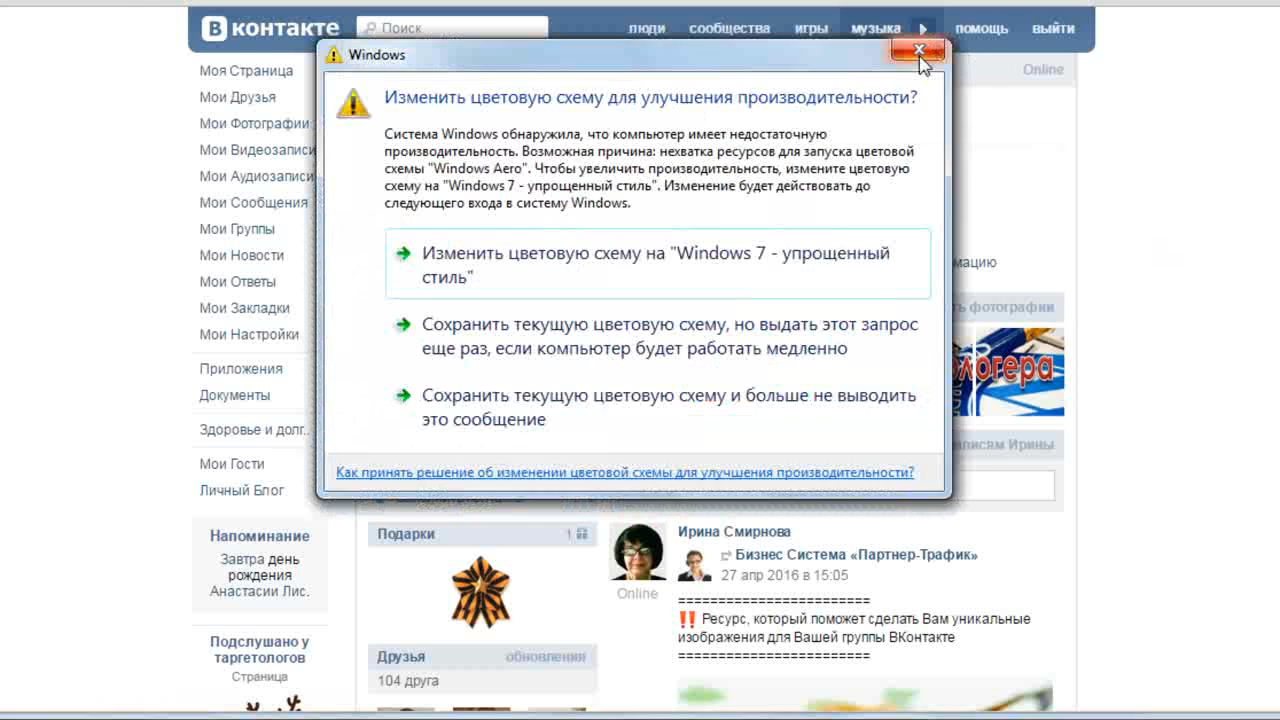 В контакте
Поиск
люди сообщества игры музыка помощь выйти
Windows
Моя Страница
Мои Друзья
Мои Фотографии
Мои Видеозаписи
Мои Аудиозаписи
Мои Сообщения
Мои Группы
Мои Новости
Мои Ответы
Мои Закладки
Мои Настройки
Приложения
Документы
Здоровье и долг..
Мои Гости
Личный Блог
Напоминание
Завтра день
рождения
Анастасии Лис.
Подслушано у
таргетологов
Страница
Изменить цветовую схему для улучшения производительности?
Система Windows обнаружила, что компьютер имеет недостаточную
производительность. Возможная причина: нехватка ресурсов для запуска цветовой
схемы "Windows Aero". Чтобы увеличить производительность, измените цветовую
схему на "Windows 7 - упрощенный стиль". Изменение будет действовать до
следующего входа в систему Windows.
Изменить цветовую схему на "Windows 7 - упрощенный
стиль"
Сохранить текущую цветовую схему, но выдать этот запрос
еще раз, если компьютер будет работать медленно
Сохранить текущую цветовую схему и больше не выводить
это сообщение
Как принять решение об изменении цветовой схемы для улучшения производительности?
Online
мацию
ть фотографии
ологера
писям Ирины
Подарки 1
Друзья обновления
104 друга
Online
Ирина Смирнова
Бизнес Система «Партнер-Трафик»
27 апр 2016 в 15:05
========================
‼ Ресурс, который поможет сделать Вам уникальные
изображения для Вашей группы ВКонтакте
========================